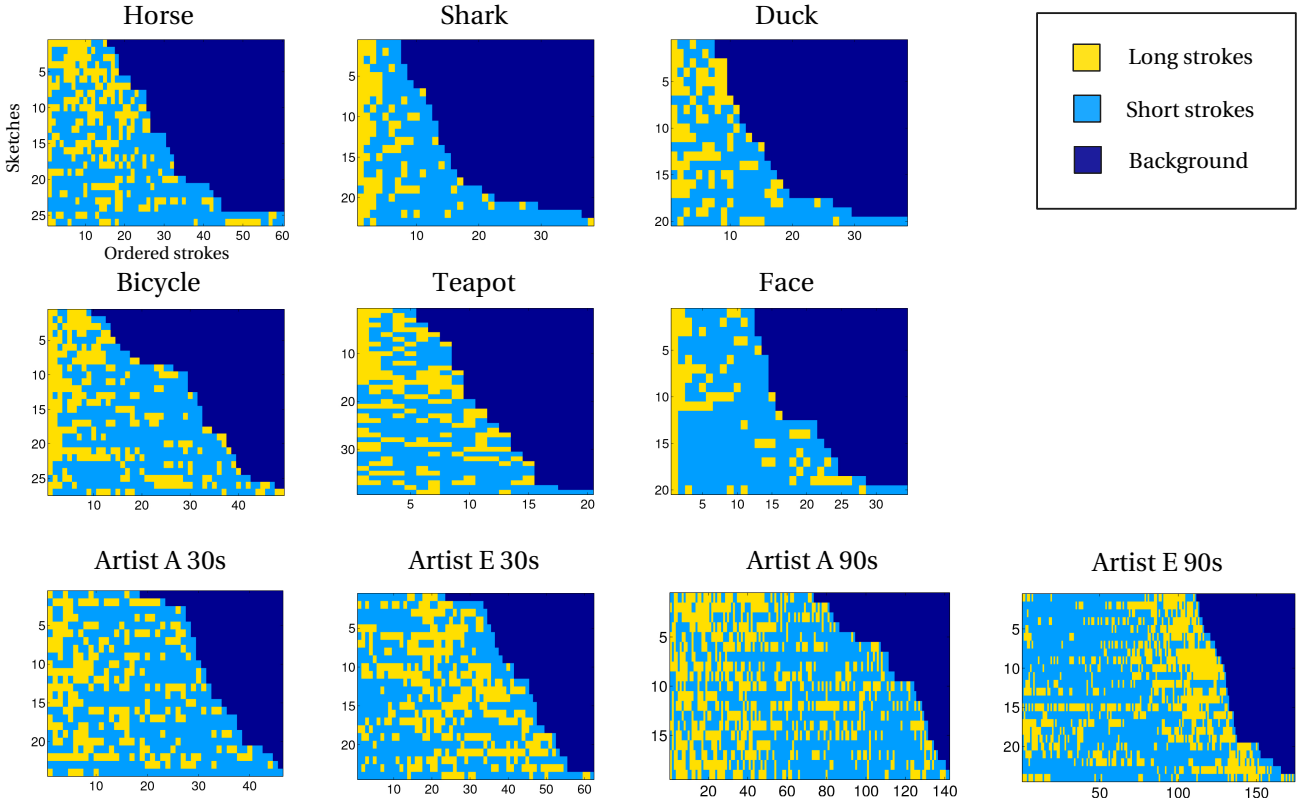 Horse
Shark
Duck
Long strokes
Short strokes
Background
Sketches
5
10
15
20
25
10 20 30 40 50 60
Ordered strokes
5
10
15
20
10 20 30
5
10
15
20
10 20 30
Bicycle
Teapot
Face
5
10
15
20
25
10 20 30 40
10
20
30
5 10 15 20
5
10
15
20
5 10 15 20 25 30
Artist A 30s
Artist E 30s
Artist A 90s
Artist E 90s
5
10
15
20
10 20 30 40
5
10
15
20
10 20 30 40 50 60
5
10
15
20 40 60 80 100 120 140
5
10
15
20
50 100 150